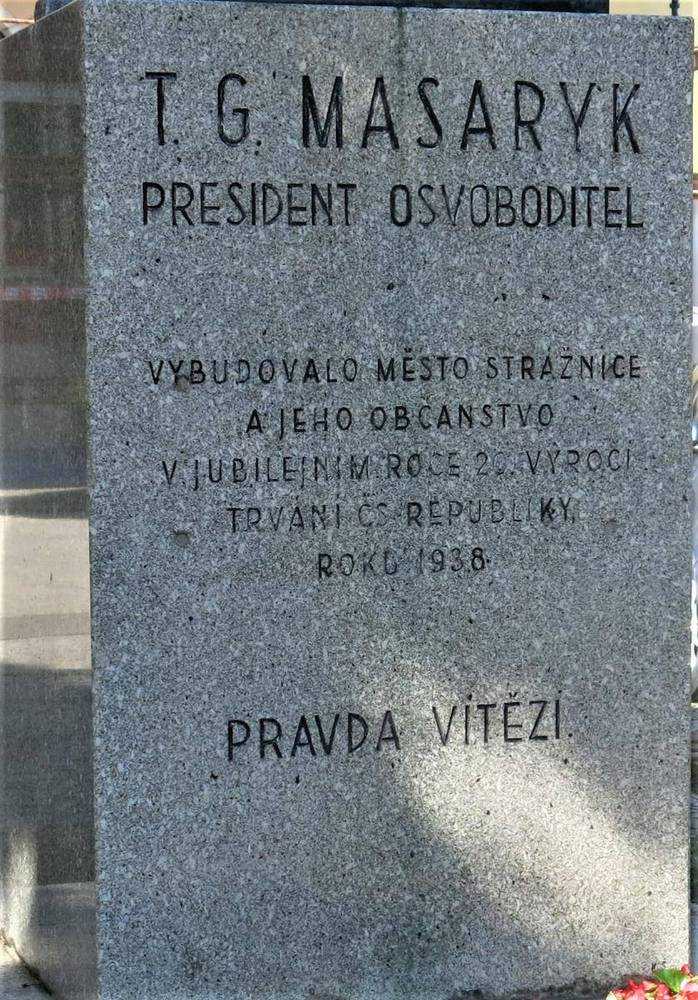 T. G. MASARYK
PRESIDENT OSVOBODITEL
VYBUDOVALO MĚSTO STRÁŽNICE
A JEHO OBČANSTVO
V JUBILEJNÍM ROCE 20. VÝROČÍ
TRVÁNÍ ČS REPUBLIKY,
ROKU 1938.
PRAVDA VÍTĚZÍ.